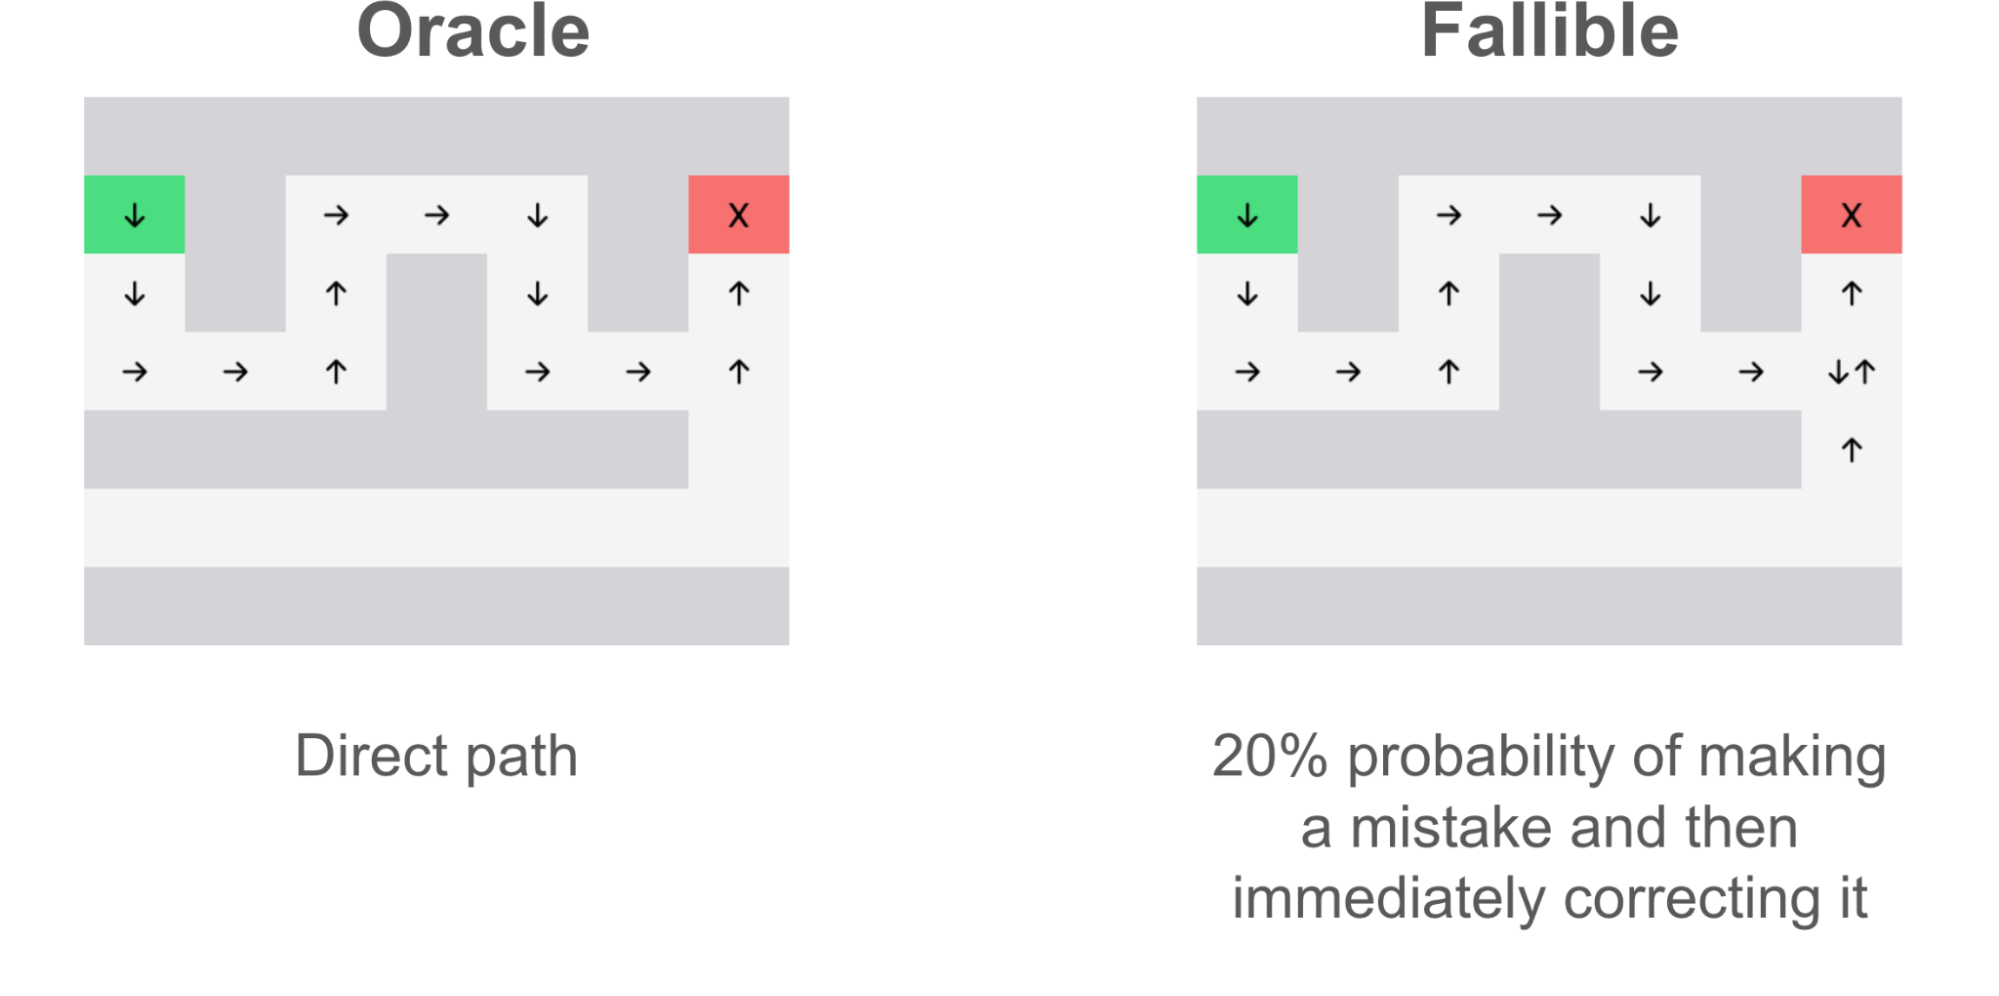 Oracle
↓ → → ↓ X
↓ ↑ ↓ ↑
→ → ↑ → → ↑
Direct path
Fallible
↓ → → ↓ X
↓ ↑ ↓ ↑
→ → ↑ → → ↓↑
↑
20% probability of making
a mistake and then
immediately correcting it